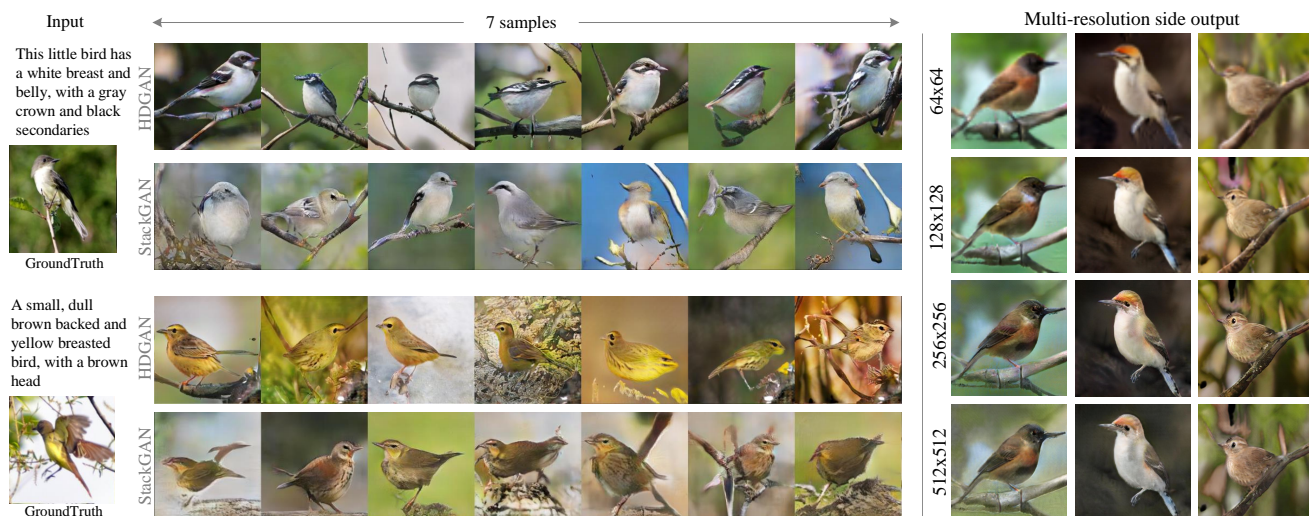 Input
7 samples
Multi-resolution side output
This little bird has
a white breast and
belly, with a gray
crown and black
secondaries
GroundTruth
HDGAN
StackGAN
A small, dull
brown backed and
yellow breasted
bird, with a brown
head
GroundTruth
HDGAN
StackGAN
64x64
128x128
256x256
512x512